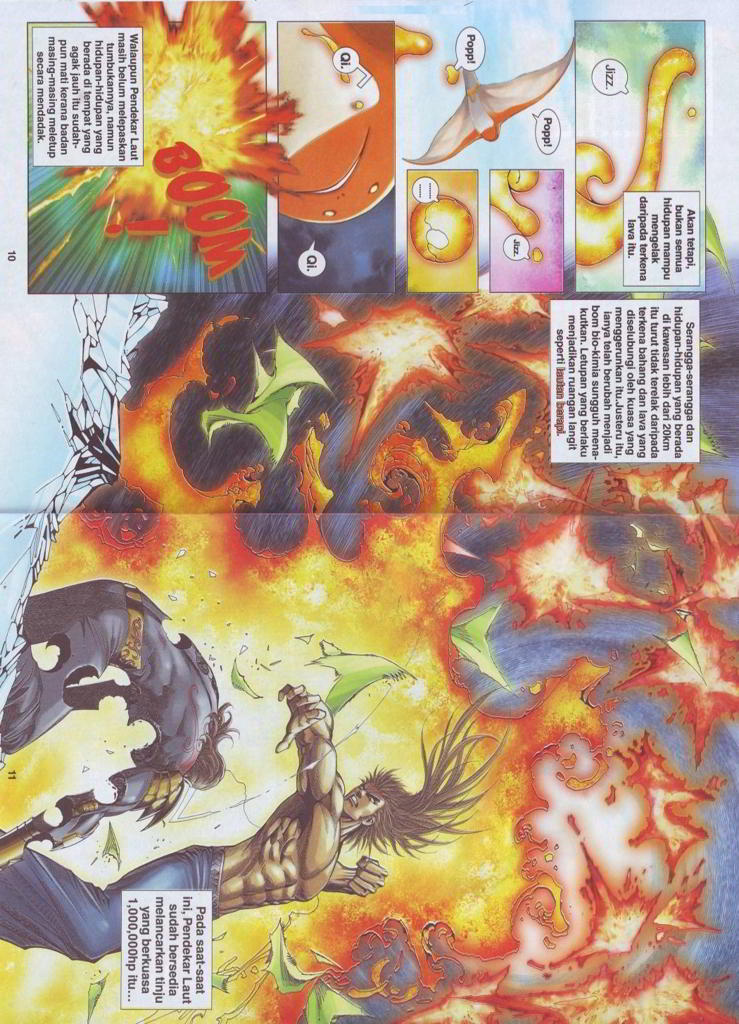 Akan tetapi,
bukan semua
hidupan mampu
mengelak
daripada terkena
lava itu.
Jizz.
Jizz.
......
Popp!
Popp!
Qi.
Qi.
BOOM
!
Walaupun Pendekar Laut
masih belum melepaskan
tumbukannya, namun
hidupan-hidupan yang
berada di tempat yang
agak jauh itu sudah-
pun mati kerana badan
masing-masing meletup
secara mendadak.
10
Serangga-serangga dan
hidupan-hidupan yang berada
di kawasan lebih dari 20km
itu turut tidak terelak daripada
terkena bahang dan lava yang
diselubungi oleh kuasa yang
menggerunkan itu.Justeru itu,
ianya telah berubah menjadi
bom bio-kimia sungguh mena-
kutkan. Letupan yang berlaku
menjadikan ruangan langit
seperti lautan berapi.
Pada saat-saat
ini, Pendekar Laut
sudah bersedia
melancarkan tinju
yang berkuasa
1,000,000hp itu...
11